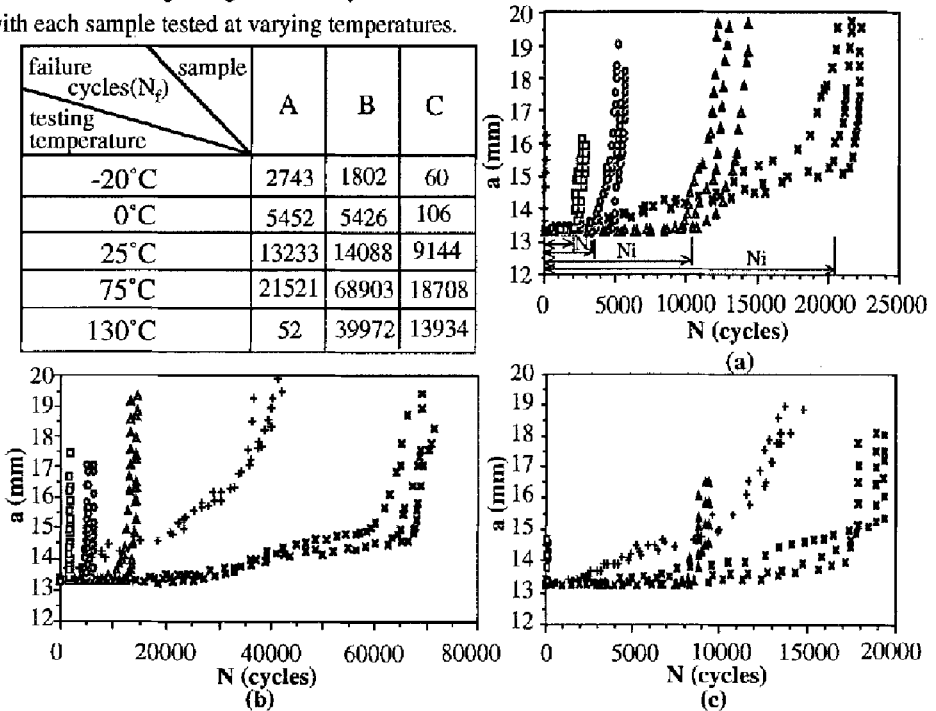 with each sample tested at varying temperatures.
failure sample
cycles(N_f)
testing
temperature
A B C
-20°C 2743 1802 60
0°C 5452 5426 106
25°C 13233 14088 9144
75°C 21521 68903 18708
130°C 52 39972 13934
20
19
18
17
16
15
14
13
12
a (mm)
N Ni Ni
0 5000 10000 15000 20000 25000
N (cycles)
(a)
20
19
18
17
16
15
14
13
12
a (mm)
0 20000 40000 60000 80000
N (cycles)
(b)
20
19
18
17
16
15
14
13
12
a (mm)
0 5000 10000 15000 20000
N (cycles)
(c)